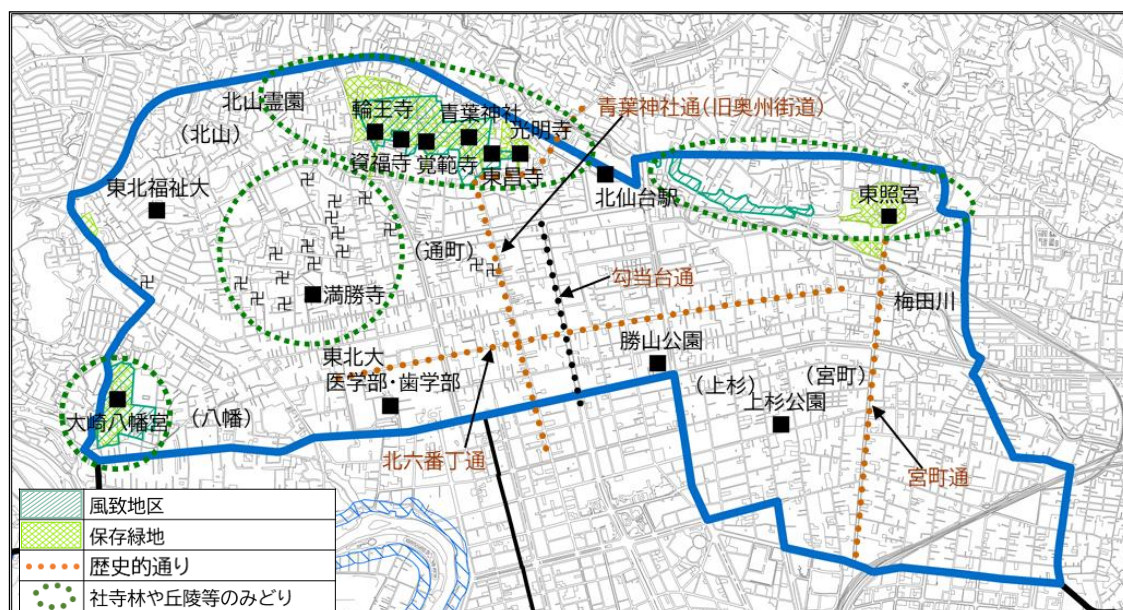 北山霊園
(北山)
輪王寺
青葉神社
光明寺
資福寺
覚範寺
東昌寺
青葉神社通(旧奥州街道)
北仙台駅
東照宮
東北福祉大
(通町)
勾当台通
梅田川
満勝寺
勝山公園
東北大
医学部・歯学部
(上杉)
(宮町)
上杉公園
大崎八幡宮
(八幡)
北六番丁通
宮町通
風致地区
保存緑地
歴史的通り
社寺林や丘陵等のみどり